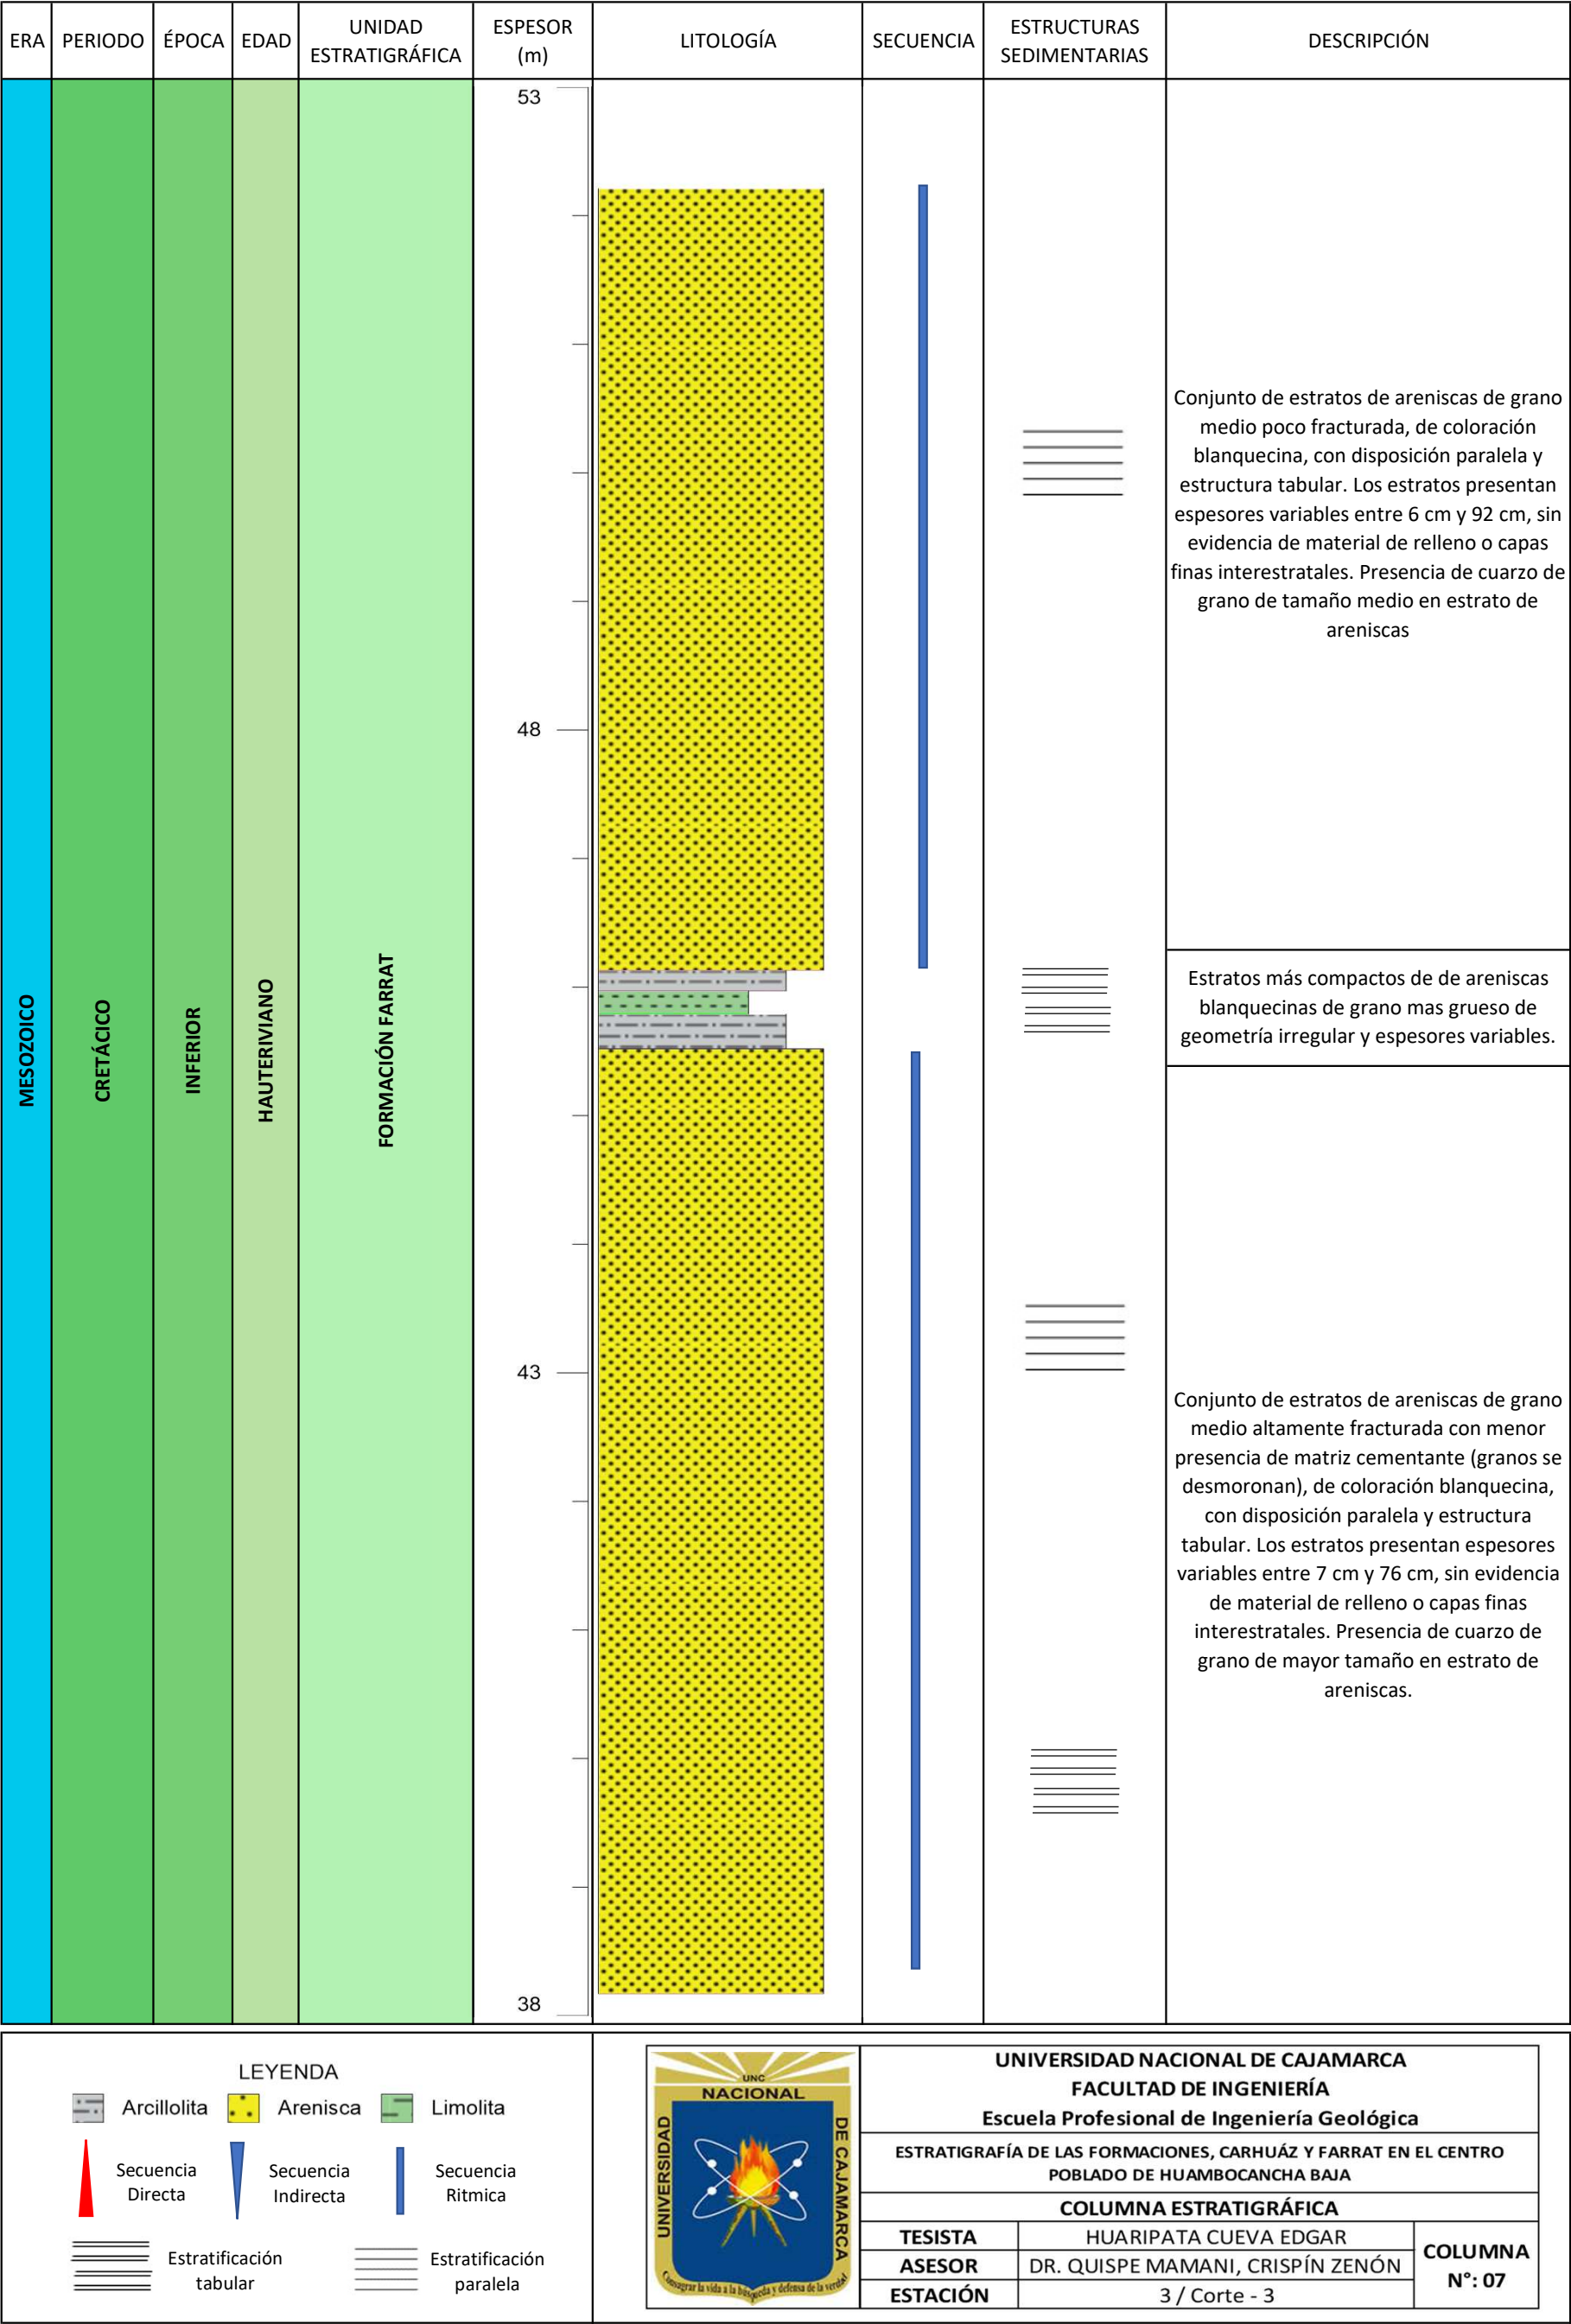 ERA
PERIODO
ÉPOCA
EDAD
UNIDAD
ESTRATIGRÁFICA
ESPESOR
(m)
LITOLOGÍA
SECUENCIA
ESTRUCTURAS
SEDIMENTARIAS
DESCRIPCIÓN
MESOZOICO
CRETÁCICO
INFERIOR
HAUTERIVIANO
FORMACIÓN FARRAT
53
48
43
38
Conjunto de estratos de areniscas de grano
medio poco fracturada, de coloración
blanquecina, con disposición paralela y
estructura tabular. Los estratos presentan
espesores variables entre 6 cm y 92 cm, sin
evidencia de material de relleno o capas
finas interestratales. Presencia de cuarzo de
grano de tamaño medio en estrato de
areniscas
Estratos más compactos de de areniscas
blanquecinas de grano mas grueso de
geometría irregular y espesores variables.
Conjunto de estratos de areniscas de grano
medio altamente fracturada con menor
presencia de matriz cementante (granos se
desmoronan), de coloración blanquecina,
con disposición paralela y estructura
tabular. Los estratos presentan espesores
variables entre 7 cm y 76 cm, sin evidencia
de material de relleno o capas finas
interestratales. Presencia de cuarzo de
grano de mayor tamaño en estrato de
areniscas.
LEYENDA
Arcillolita
Arenisca
Limolita
Secuencia
Directa
Secuencia
Indirecta
Secuencia
Ritmica
Estratificación
tabular
Estratificación
paralela
UNC
NACIONAL
UNIVERSIDAD
DE CAJAMARCA
Consagrar la vida a la búsqueda y defensa de la verdad
UNIVERSIDAD NACIONAL DE CAJAMARCA
FACULTAD DE INGENIERÍA
Escuela Profesional de Ingeniería Geológica
ESTRATIGRAFÍA DE LAS FORMACIONES, CARHUÁZ Y FARRAT EN EL CENTRO
POBLADO DE HUAMBOCANCHA BAJA
COLUMNA ESTRATIGRÁFICA
TESISTA
HUARIPATA CUEVA EDGAR
ASESOR
DR. QUISPE MAMANI, CRISPÍN ZENÓN
ESTACIÓN
3 / Corte - 3
COLUMNA
N°: 07